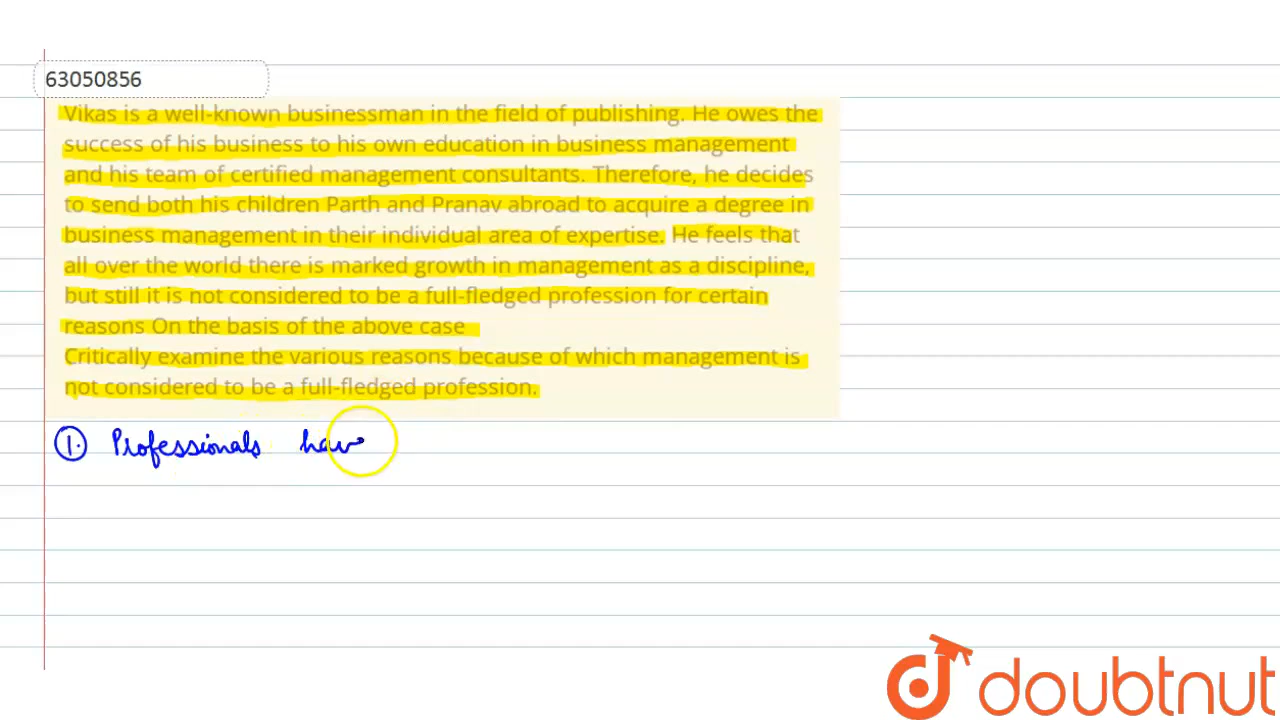 63050856
Vikas is a well-known businessman in the field of publishing. He owes the
success of his business to his own education in business management
and his team of certified management consultants. Therefore, he decides
to send both his children Parth and Pranav abroad to acquire a degree in
business management in their individual area of expertise. He feels that
all over the world there is marked growth in management as a discipline,
but still it is not considered to be a full-fledged profession for certain
reasons On the basis of the above case
Critically examine the various reasons because of which management is
not considered to be a full-fledged profession.
1. Professionals hav
doubtnut